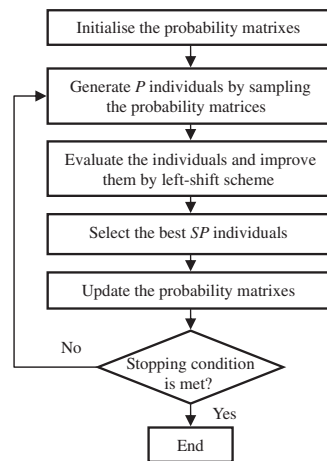 Initialise the probability matrixes
Generate P individuals by sampling
the probability matrices
Evaluate the individuals and improve
them by left-shift scheme
Select the best SP individuals
Update the probability matrixes
No
Stopping condition
is met?
Yes
End